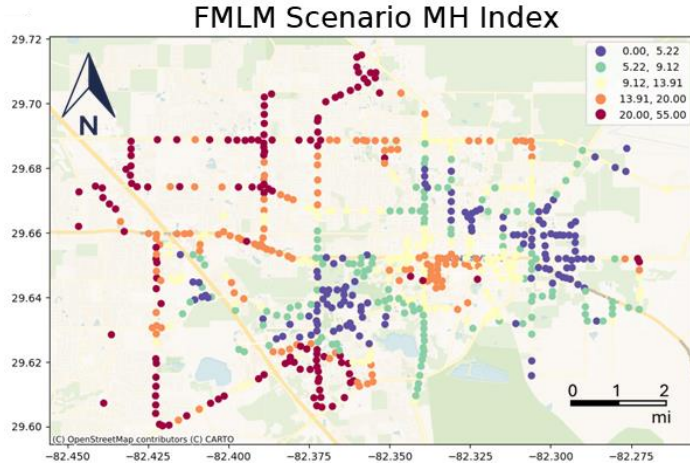 FMLM Scenario MH Index
29.72
29.70
29.68
29.66
29.64
29.62
29.60
N
0.00, 5.22
5.22, 9.12
9.12, 13.91
13.91, 20.00
20.00, 55.00
0 1 2
mi
(C) OpenStreetMap contributors (C) CARTO
−82.450 −82.425 −82.400 −82.375 −82.350 −82.325 −82.300 −82.275